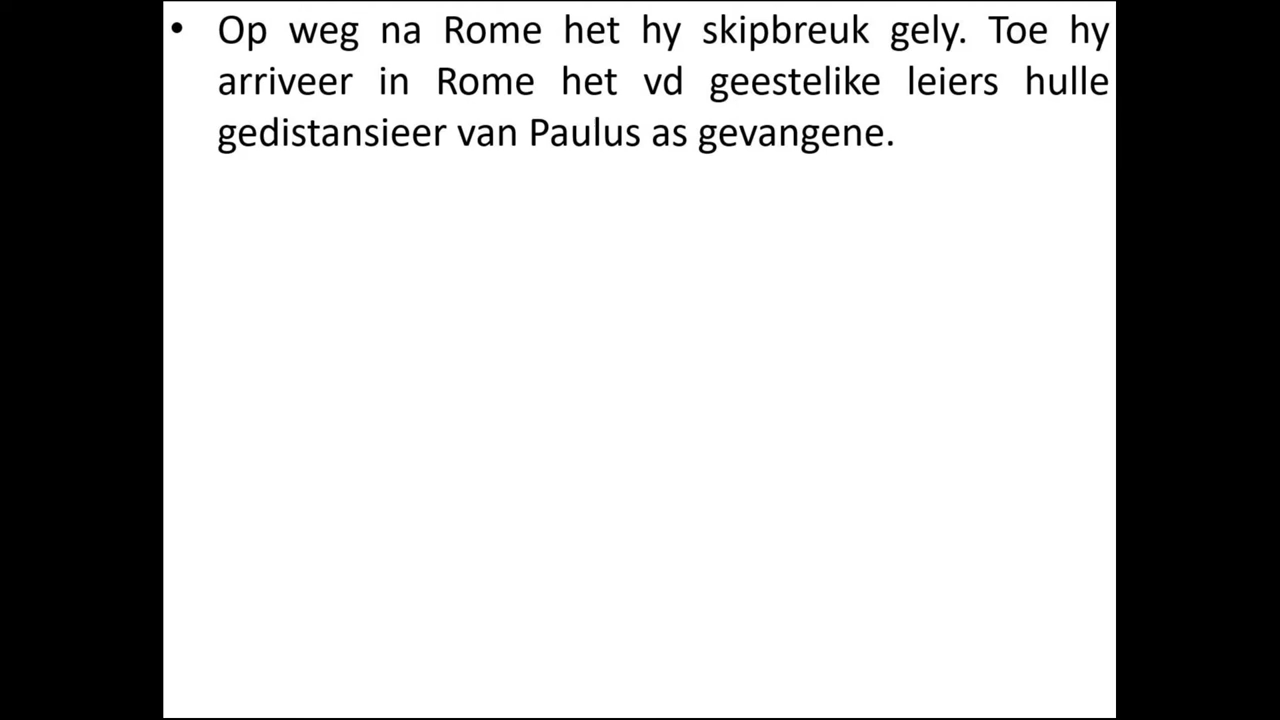 • Op weg na Rome het hy skipbreuk gely. Toe hy
arriveer in Rome het vd geestelike leiers hulle
gedistansieer van Paulus as gevangene.